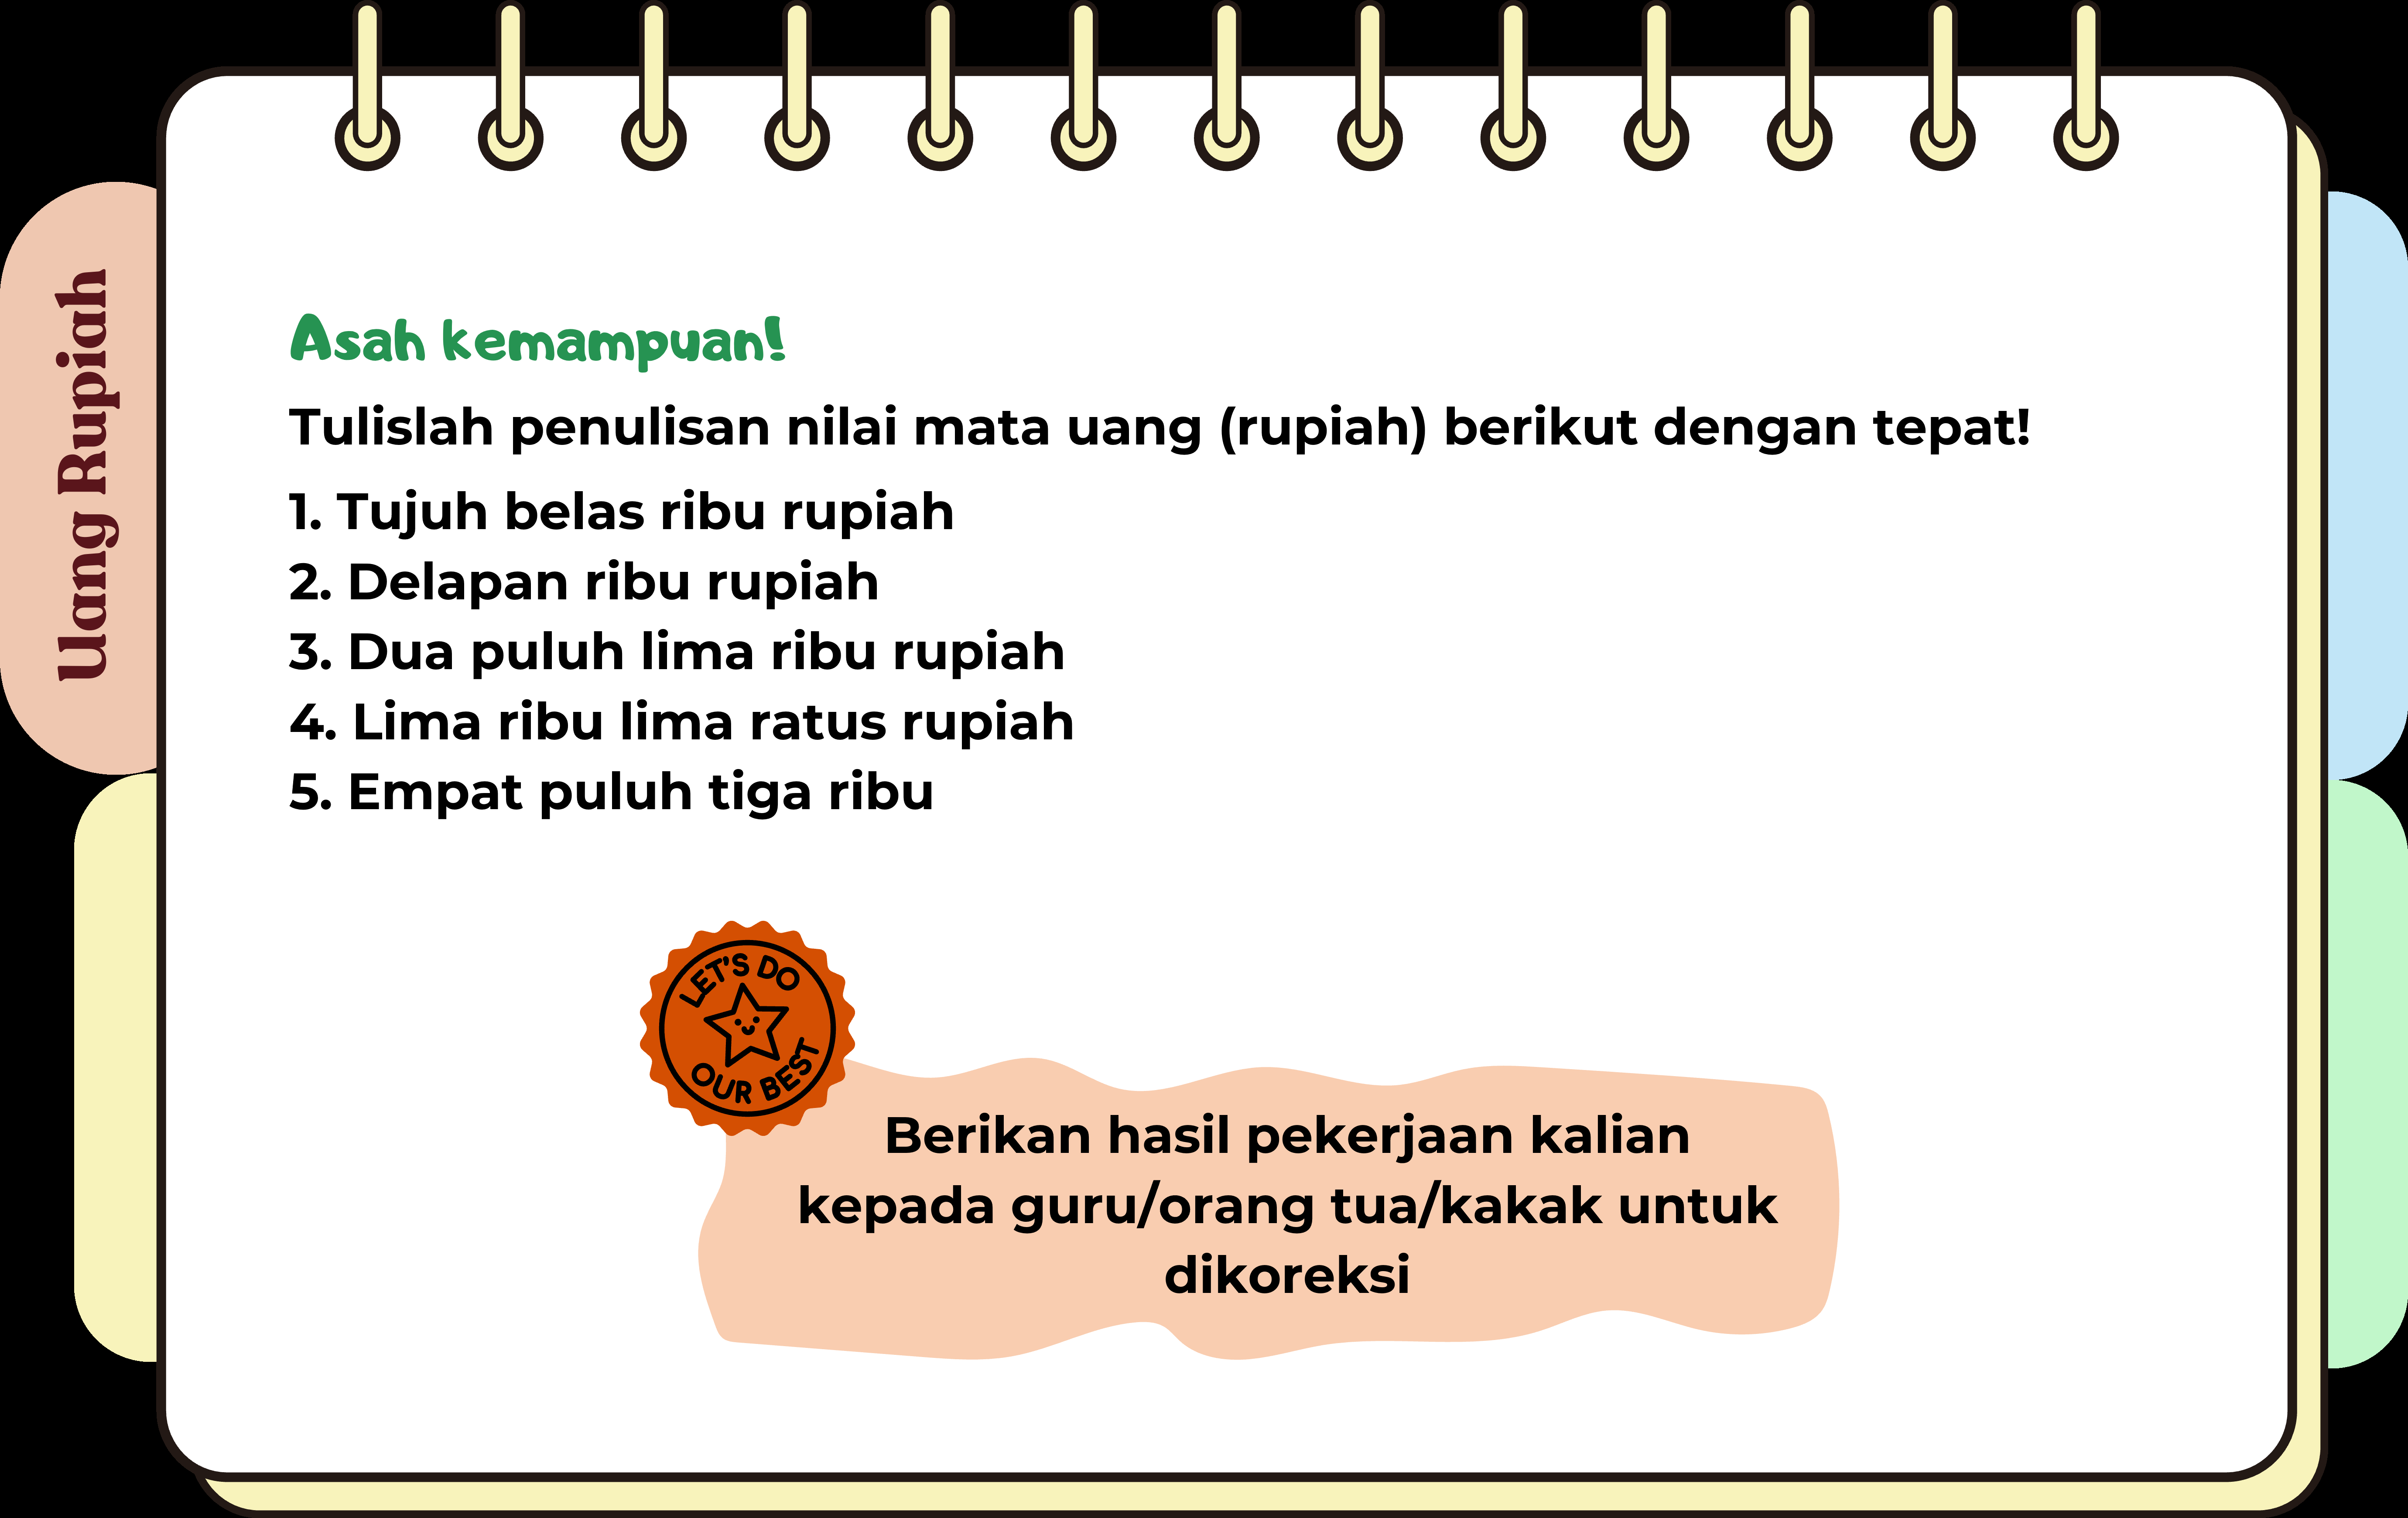 Uang Rupiah
Asah kemampuan!
Tulislah penulisan nilai mata uang (rupiah) berikut dengan tepat!
1. Tujuh belas ribu rupiah
2. Delapan ribu rupiah
3. Dua puluh lima ribu rupiah
4. Lima ribu lima ratus rupiah
5. Empat puluh tiga ribu
LET'S DO
OUR BEST
Berikan hasil pekerjaan kalian
kepada guru/orang tua/kakak untuk
dikoreksi